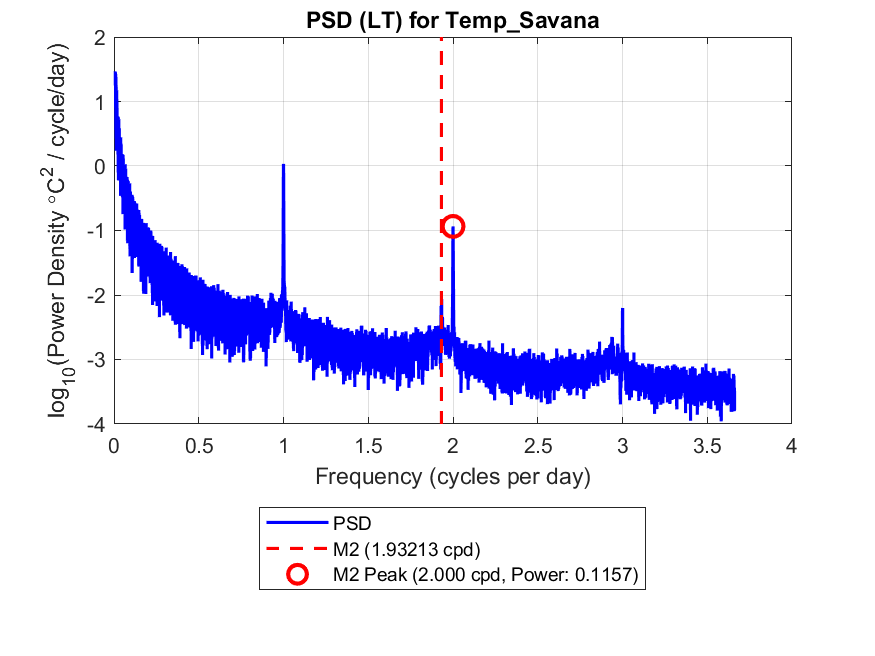 PSD (LT) for Temp_Savana
log10(Power Density °C2 / cycle/day)
2
1
0
-1
-2
-3
-4
0 0.5 1 1.5 2 2.5 3 3.5 4
Frequency (cycles per day)
PSD
M2 (1.93213 cpd)
M2 Peak (2.000 cpd, Power: 0.1157)